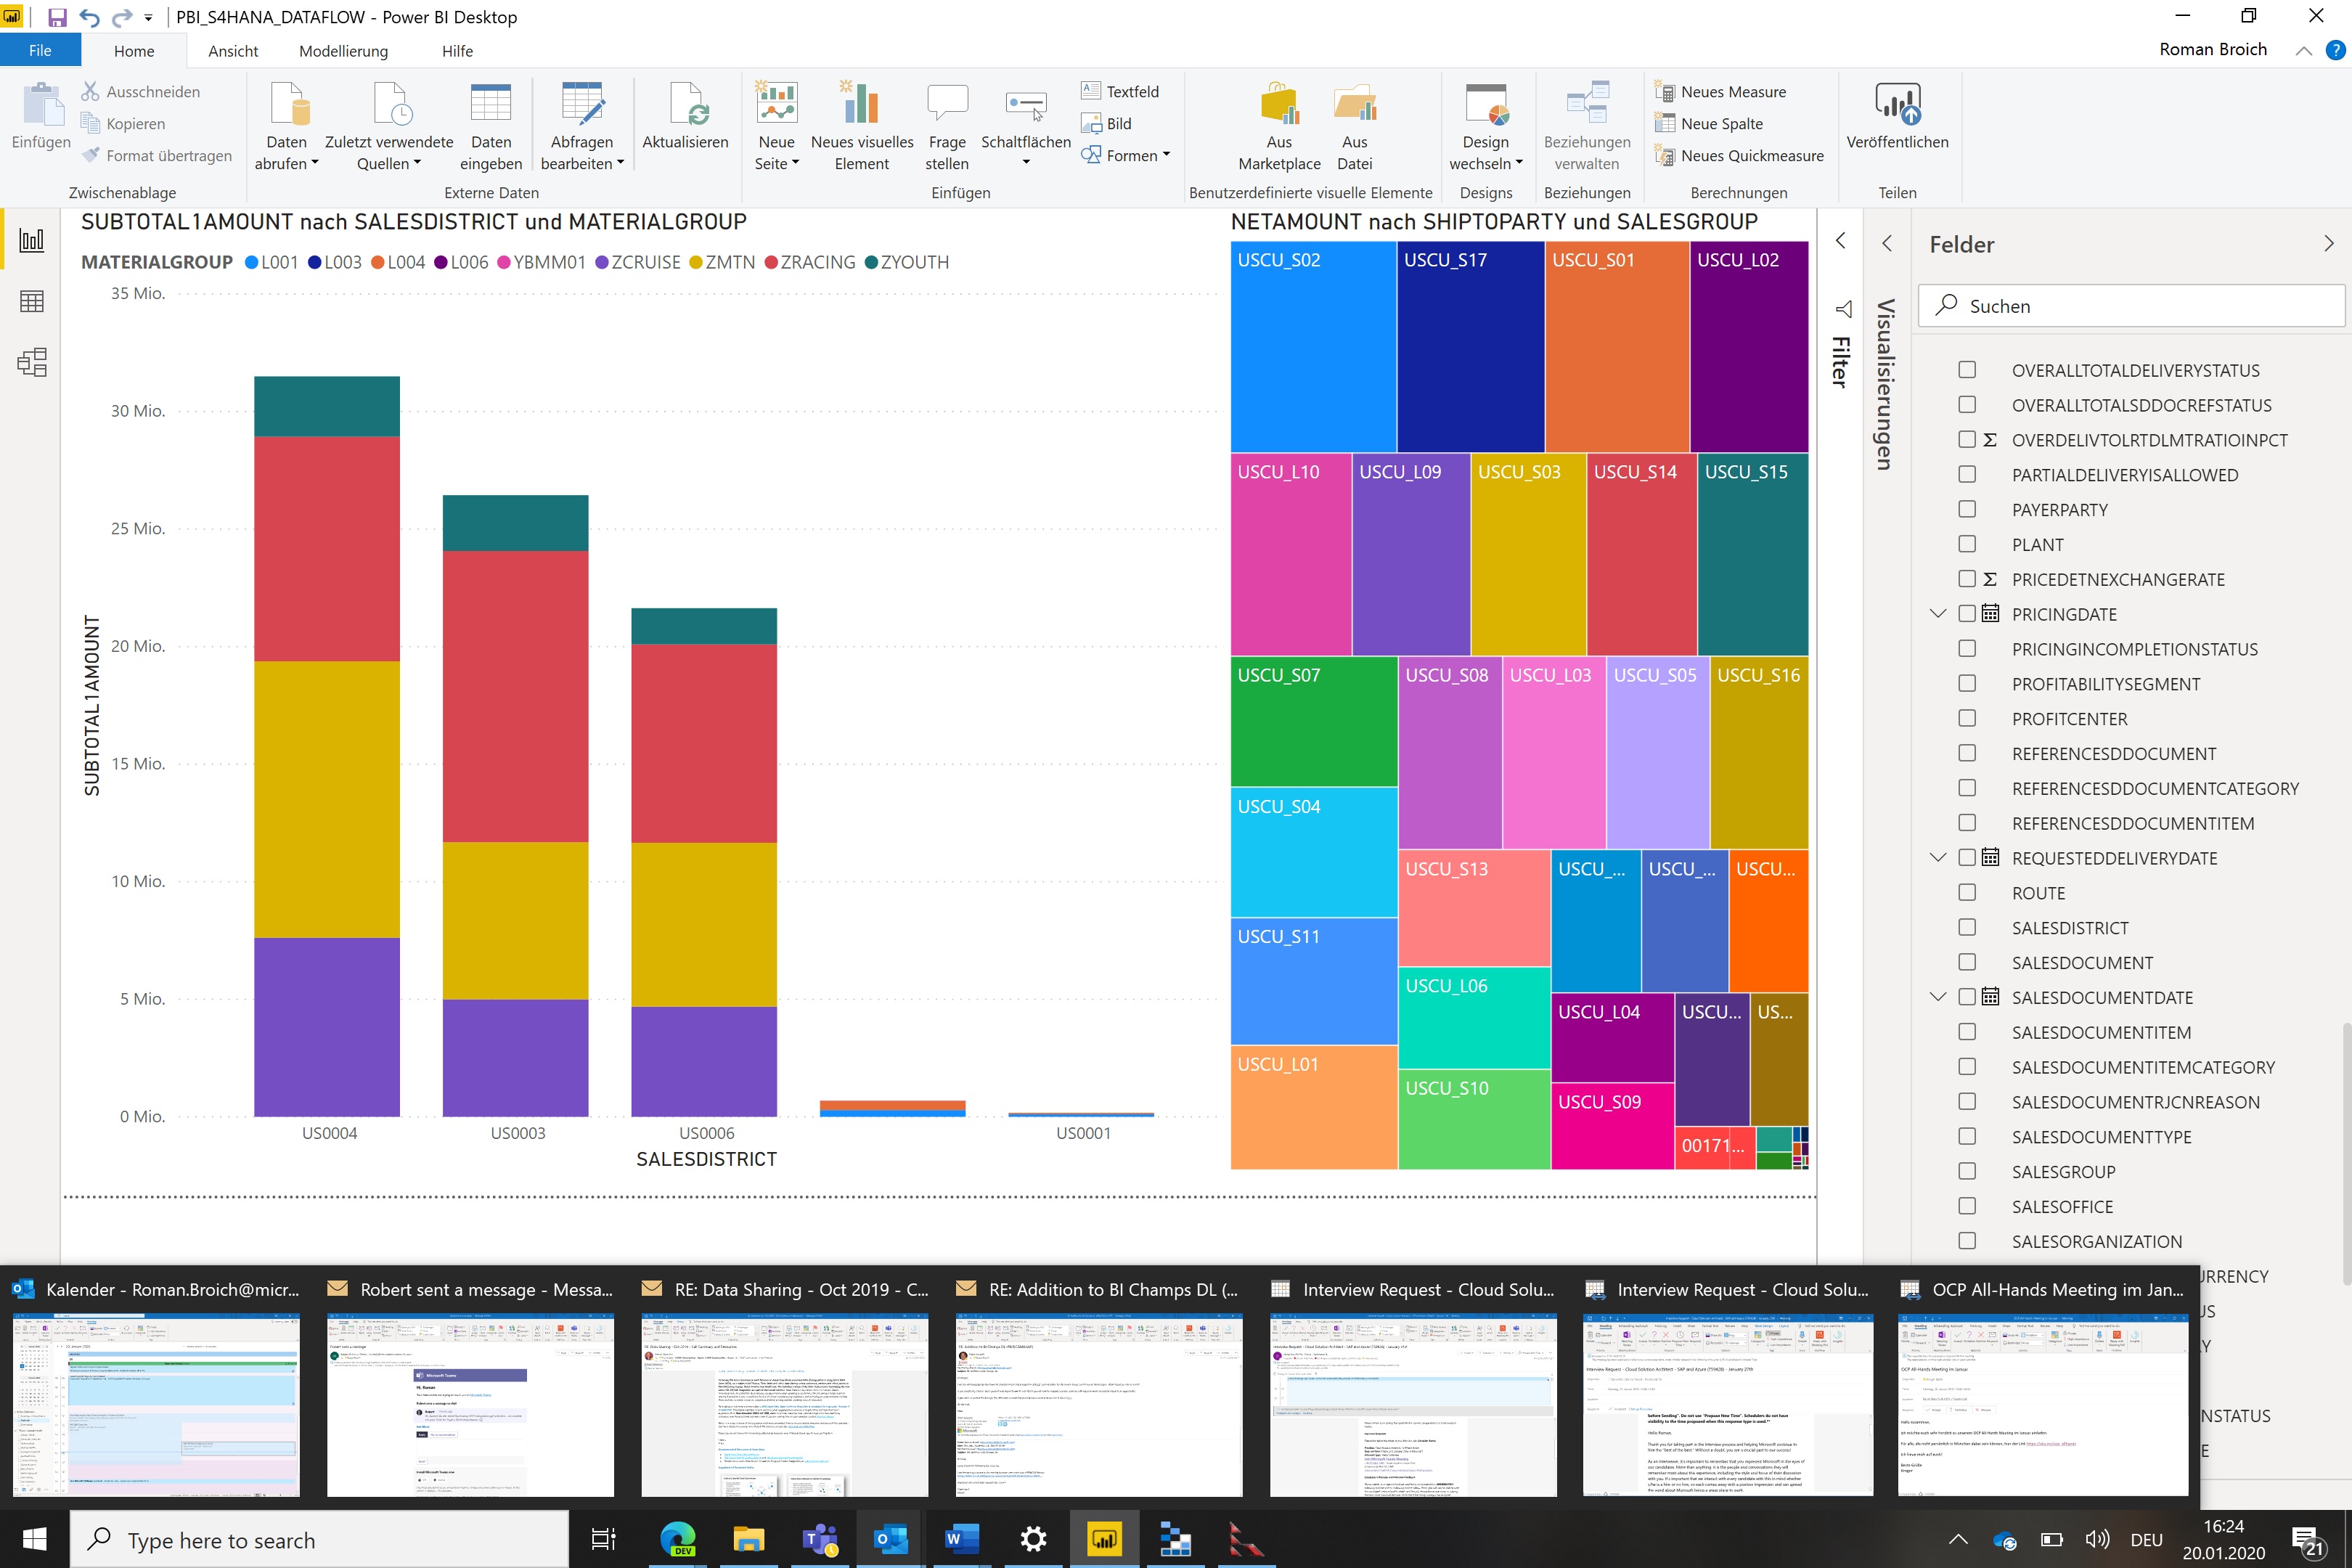 PBI_S4HANA_DATAFLOW - Power BI Desktop
File
Home
Ansicht
Modellierung
Hilfe
Roman Broich
Einfügen
Ausschneiden
Kopieren
Format übertragen
Zwischenablage
Daten abrufen
Zuletzt verwendete Quellen
Daten eingeben
Abfragen bearbeiten
Aktualisieren
Externe Daten
Neue Seite
Neues visuelles Element
Frage stellen
Schaltflächen
Textfeld
Bild
Formen
Einfügen
Aus Marketplace
Aus Datei
Benutzerdefinierte visuelle Elemente
Design wechseln
Designs
Beziehungen verwalten
Beziehungen
Neues Measure
Neue Spalte
Neues Quickmeasure
Berechnungen
Veröffentlichen
Teilen
SUBTOTAL1AMOUNT nach SALESDISTRICT und MATERIALGROUP
MATERIALGROUP L001 L003 L004 L006 YBMM01 ZCRUISE ZMTN ZRACING ZYOUTH
35 Mio.
30 Mio.
25 Mio.
20 Mio.
15 Mio.
10 Mio.
5 Mio.
0 Mio.
SUBTOTAL1AMOUNT
US0004 US0003 US0006 US0001
SALESDISTRICT
NETAMOUNT nach SHIPTOPARTY und SALESGROUP
USCU_S02 USCU_S17 USCU_S01 USCU_L02
USCU_L10 USCU_L09 USCU_S03 USCU_S14 USCU_S15
USCU_S07 USCU_S08 USCU_L03 USCU_S05 USCU_S16
USCU_S04
USCU_S13 USCU_... USCU_... USCU...
USCU_S11
USCU_L06 USCU_L04 USCU... US...
USCU_L01
USCU_S10 USCU_S09
00171...
Filter
Visualisierungen
Felder
Suchen
OVERALLTOTALDELIVERYSTATUS
OVERALLTOTALSDDOCREFSTATUS
Σ OVERDELIVTOLRTDLMTRATIOINPCT
PARTIALDELIVERYISALLOWED
PAYERPARTY
PLANT
Σ PRICEDETNEXCHANGERATE
PRICINGDATE
PRICINGINCOMPLETIONSTATUS
PROFITABILITYSEGMENT
PROFITCENTER
REFERENCESDDOCUMENT
REFERENCESDDOCUMENTCATEGORY
REFERENCESDDOCUMENTITEM
REQUESTEDDELIVERYDATE
ROUTE
SALESDISTRICT
SALESDOCUMENT
SALESDOCUMENTDATE
SALESDOCUMENTITEM
SALESDOCUMENTITEMCATEGORY
SALESDOCUMENTRJCNREASON
SALESDOCUMENTTYPE
SALESGROUP
SALESOFFICE
SALESORGANIZATION
URRENCY
US
NSTATUS
E
Kalender - Roman.Broich@micr...
Robert sent a message - Messa...
RE: Data Sharing - Oct 2019 - C...
RE: Addition to BI Champs DL (...
Interview Request - Cloud Solu...
Interview Request - Cloud Solu...
OCP All-Hands Meeting im Jan...
Type here to search
DEV
DEU
16:24
20.01.2020
21